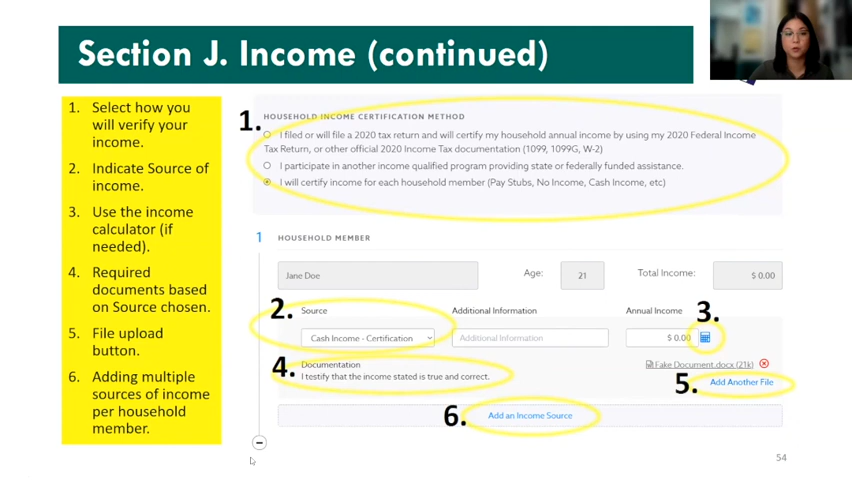 Section J. Income (continued)
1. Select how you
will verify your
income.
2. Indicate Source of
income.
3. Use the income
calculator (if
needed).
4. Required
documents based
on Source chosen.
5. File upload
button.
6. Adding multiple
sources of income
per household
member.
1.
HOUSEHOLD INCOME CERTIFICATION METHOD
I filed or will file a 2020 tax return and will certify my household annual income by using my 2020 Federal Income
Tax Return, or other official 2020 Income Tax documentation (1099, 1099G, W-2)
I participate in another income qualified program providing state or federally funded assistance.
I will certify income for each household member (Pay Stubs, No Income, Cash Income, etc)
1 HOUSEHOLD MEMBER
Jane Doe Age: 21 Total Income: $ 0.00
2. Source Additional Information Annual Income 3.
Cash Income - Certification Additional Information $ 0.00
4. Documentation Fake Document.docx (21k)
I testify that the income stated is true and correct. 5. Add Another File
6. Add an Income Source
54